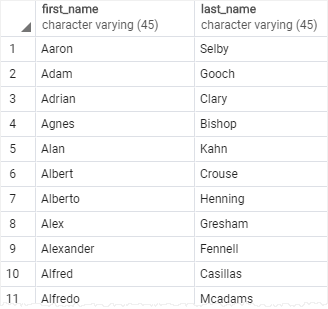 first_name last_name
character varying (45) character varying (45)
1 Aaron Selby
2 Adam Gooch
3 Adrian Clary
4 Agnes Bishop
5 Alan Kahn
6 Albert Crouse
7 Alberto Henning
8 Alex Gresham
9 Alexander Fennell
10 Alfred Casillas
11 Alfredo Mcadams